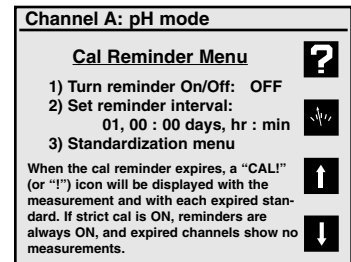 Channel A: pH mode
Cal Reminder Menu
?
1) Turn reminder On/Off: OFF
2) Set reminder interval:
01, 00 : 00 days, hr : min
3) Standardization menu
When the cal reminder expires, a “CAL!”
(or “!”) icon will be displayed with the
measurement and with each expired stan-
dard. If strict cal is ON, reminders are
always ON, and expired channels show no
measurements.